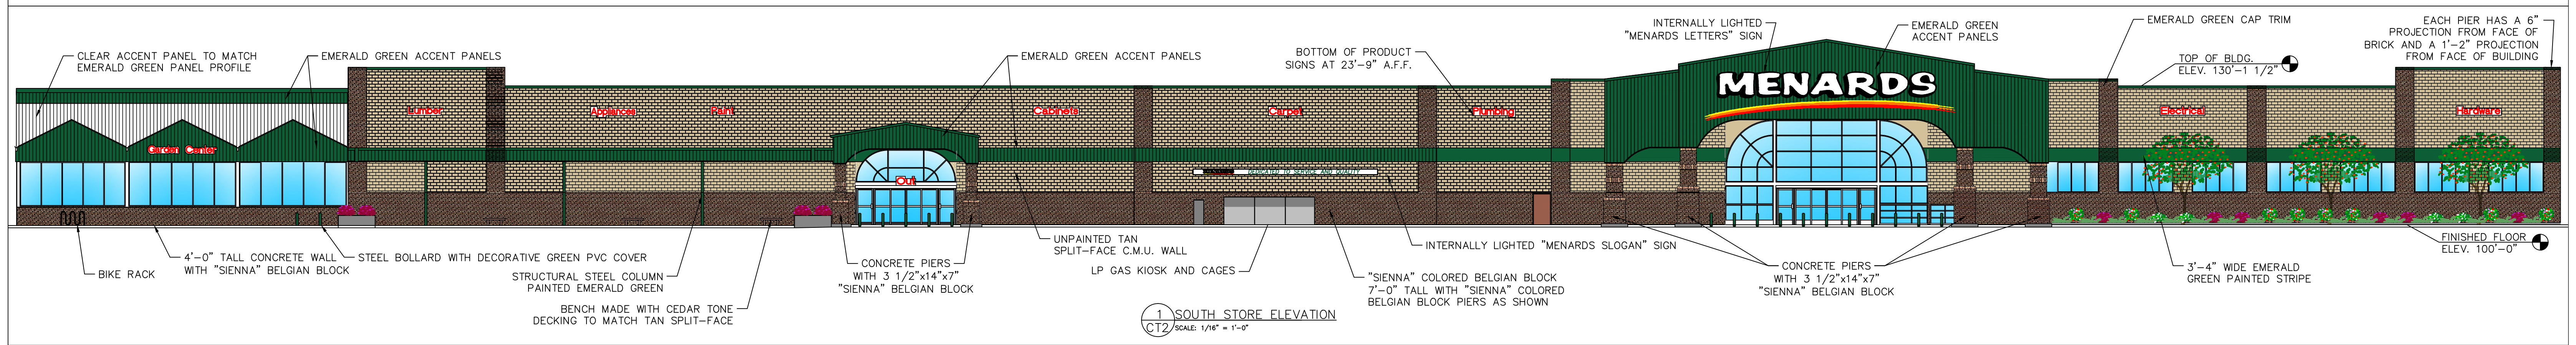 CLEAR ACCENT PANEL TO MATCH
EMERALD GREEN PANEL PROFILE
EMERALD GREEN ACCENT PANELS
EMERALD GREEN ACCENT PANELS
BOTTOM OF PRODUCT
SIGNS AT 23'-9" A.F.F.
INTERNALLY LIGHTED
"MENARDS LETTERS" SIGN
EMERALD GREEN
ACCENT PANELS
EMERALD GREEN CAP TRIM
TOP OF BLDG.
ELEV. 130'-1 1/2"
EACH PIER HAS A 6"
PROJECTION FROM FACE OF
BRICK AND A 1'-2" PROJECTION
FROM FACE OF BUILDING
MENARDS
Garden Center
Lumber
Appliances
Paint
Out
Cabinets
Carpet
Plumbing
Electrical
Hardware
DEDICATED TO SERVICE AND QUALITY
BIKE RACK
4'-0" TALL CONCRETE WALL
WITH "SIENNA" BELGIAN BLOCK
STEEL BOLLARD WITH DECORATIVE GREEN PVC COVER
STRUCTURAL STEEL COLUMN
PAINTED EMERALD GREEN
BENCH MADE WITH CEDAR TONE
DECKING TO MATCH TAN SPLIT-FACE
CONCRETE PIERS
WITH 3 1/2"x14"x7"
"SIENNA" BELGIAN BLOCK
UNPAINTED TAN
SPLIT-FACE C.M.U. WALL
LP GAS KIOSK AND CAGES
INTERNALLY LIGHTED "MENARDS SLOGAN" SIGN
"SIENNA" COLORED BELGIAN BLOCK
7'-0" TALL WITH "SIENNA" COLORED
BELGIAN BLOCK PIERS AS SHOWN
CONCRETE PIERS
WITH 3 1/2"x14"x7"
"SIENNA" BELGIAN BLOCK
3'-4" WIDE EMERALD
GREEN PAINTED STRIPE
FINISHED FLOOR
ELEV. 100'-0"
1
CT2
SOUTH STORE ELEVATION
SCALE: 1/16" = 1'-0"